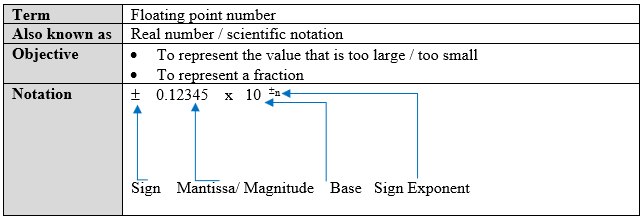 Term Floating point number
Also known as Real number / scientific notation
Objective • To represent the value that is too large / too small
• To represent a fraction
Notation ± 0.12345 x 10 ±n
Sign Mantissa/ Magnitude Base Sign Exponent